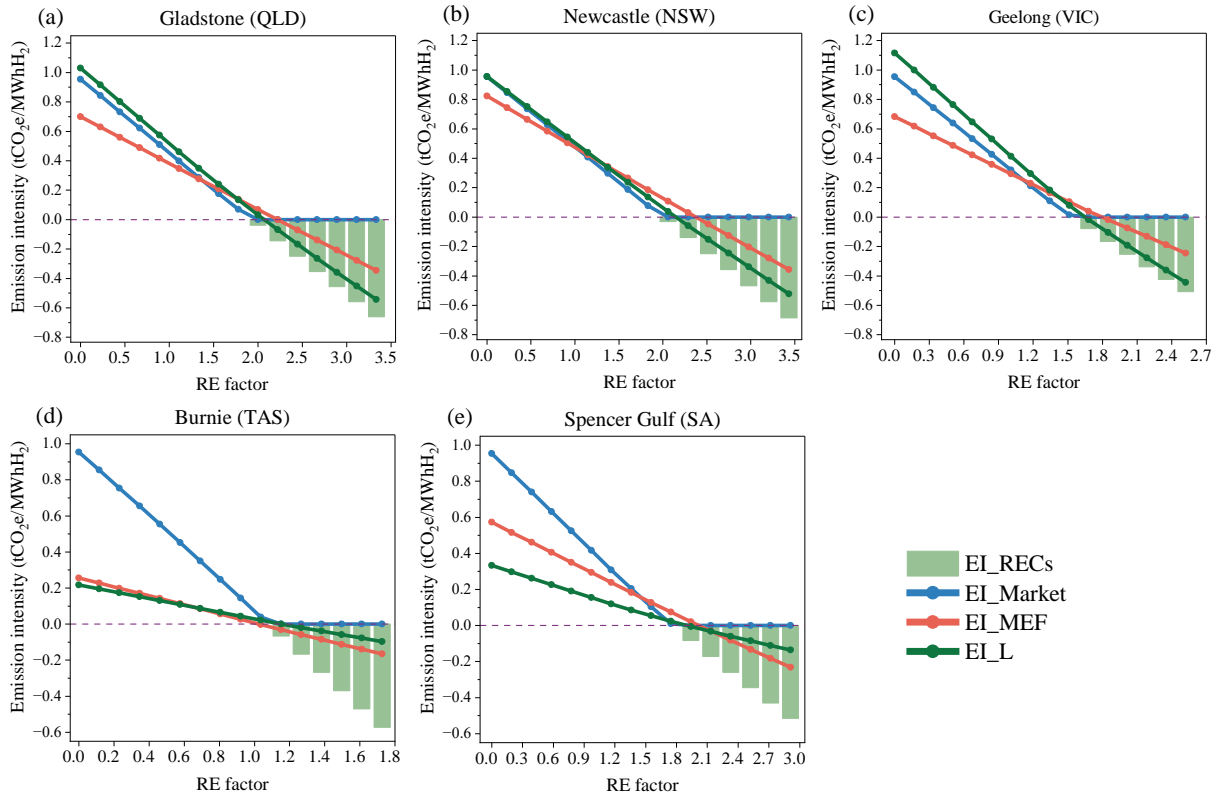 (a) Gladstone (QLD)
Emission intensity (tCO₂e/MWhH₂)
1.2
1.0
0.8
0.6
0.4
0.2
0.0
−0.2
−0.4
−0.6
−0.8
0.0 0.5 1.0 1.5 2.0 2.5 3.0 3.5
RE factor
(b) Newcastle (NSW)
Emission intensity (tCO₂e/MWhH₂)
1.2
1.0
0.8
0.6
0.4
0.2
0.0
−0.2
−0.4
−0.6
−0.8
0.0 0.5 1.0 1.5 2.0 2.5 3.0 3.5
RE factor
(c) Geelong (VIC)
Emission intensity (tCO₂e/MWhH₂)
1.2
1.0
0.8
0.6
0.4
0.2
0.0
−0.2
−0.4
−0.6
−0.8
0.0 0.3 0.6 0.9 1.2 1.5 1.8 2.1 2.4 2.7
RE factor
(d) Burnie (TAS)
Emission intensity (tCO₂e/MWhH₂)
1.0
0.8
0.6
0.4
0.2
0.0
−0.2
−0.4
−0.6
0.0 0.2 0.4 0.6 0.8 1.0 1.2 1.4 1.6 1.8
RE factor
(e) Spencer Gulf (SA)
Emission intensity (tCO₂e/MWhH₂)
1.0
0.8
0.6
0.4
0.2
0.0
−0.2
−0.4
−0.6
0.0 0.3 0.6 0.9 1.2 1.5 1.8 2.1 2.4 2.7 3.0
RE factor
EI_RECs
EI_Market
EI_MEF
EI_L